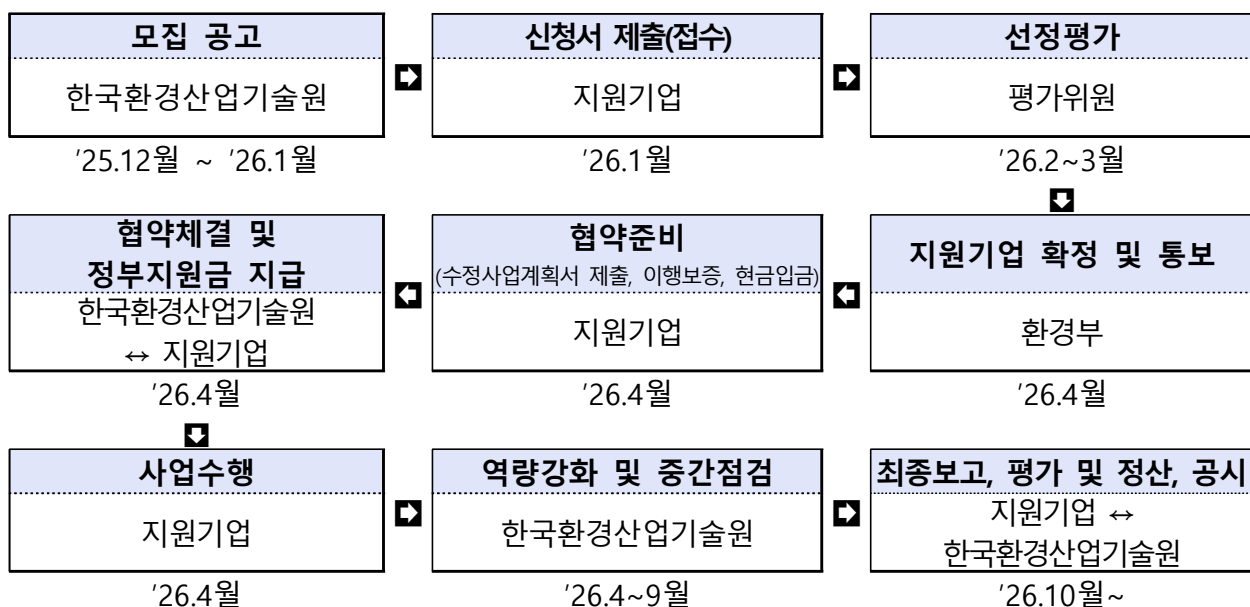 모집 공고
한국환경산업기술원
'25.12월 ~ '26.1월
신청서 제출(접수)
지원기업
'26.1월
선정평가
평가위원
'26.2~3월
지원기업 확정 및 통보
환경부
'26.4월
협약준비
(수정사업계획서 제출, 이행보증, 현금입금)
지원기업
'26.4월
협약체결 및
정부지원금 지급
한국환경산업기술원
↔ 지원기업
'26.4월
사업수행
지원기업
'26.4월
역량강화 및 중간점검
한국환경산업기술원
'26.4~9월
최종보고, 평가 및 정산, 공시
지원기업 ↔
한국환경산업기술원
'26.10월~